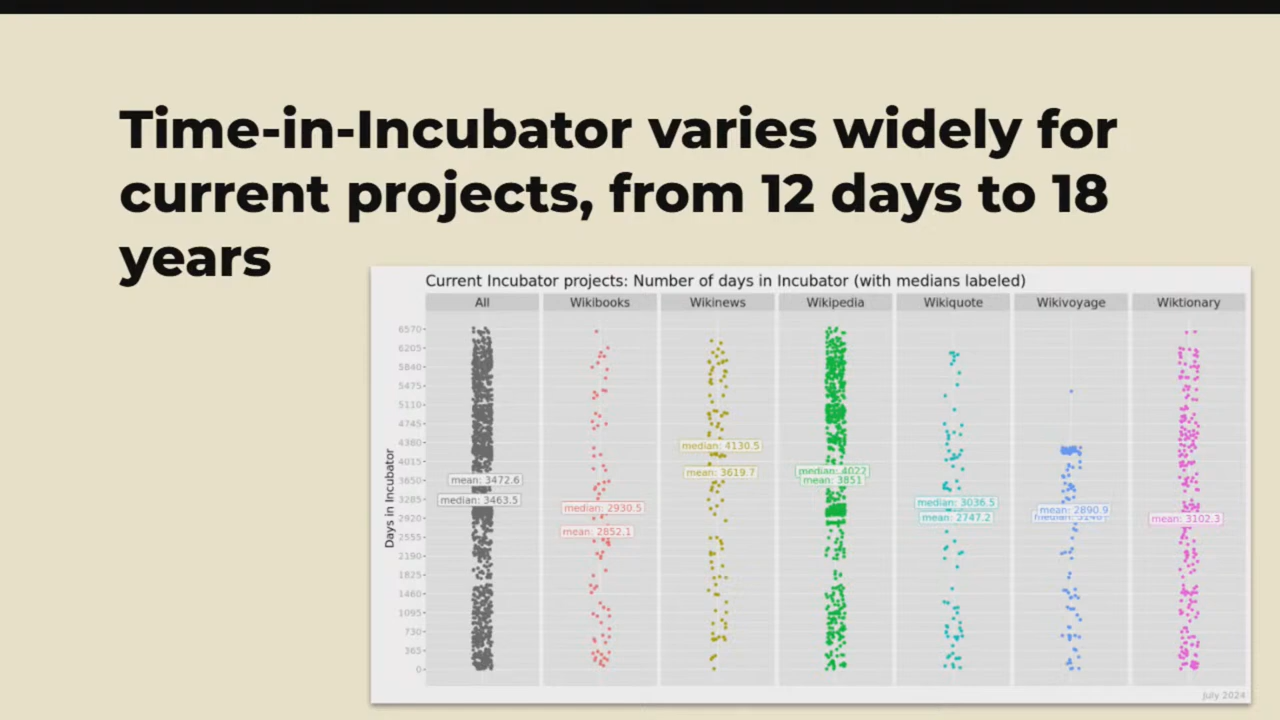 Time-in-Incubator varies widely for
current projects, from 12 days to 18
years
Current Incubator projects: Number of days in Incubator (with medians labeled)
All Wikibooks Wikinews Wikipedia Wikiquote Wikivoyage Wiktionary
Days in Incubator
6570
6205
5840
5475
5110
4745
4380
4015
3650
3285
2920
2555
2190
1825
1460
1095
730
365
0
mean: 3472.6
median: 3463.5
median: 2930.5
mean: 2852.1
median: 4130.5
mean: 3619.7
median: 4022
mean: 3851
median: 3036.5
mean: 2747.2
mean: 2890.9
mean: 3102.3
July 2024